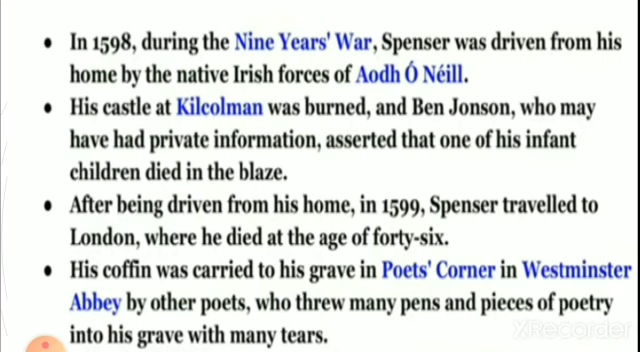 • In 1598, during the Nine Years' War, Spenser was driven from his
home by the native Irish forces of Aodh Ó Néill.
• His castle at Kilcolman was burned, and Ben Jonson, who may
have had private information, asserted that one of his infant
children died in the blaze.
• After being driven from his home, in 1599, Spenser travelled to
London, where he died at the age of forty-six.
• His coffin was carried to his grave in Poets' Corner in Westminster
Abbey by other poets, who threw many pens and pieces of poetry
into his grave with many tears.
XRecorder